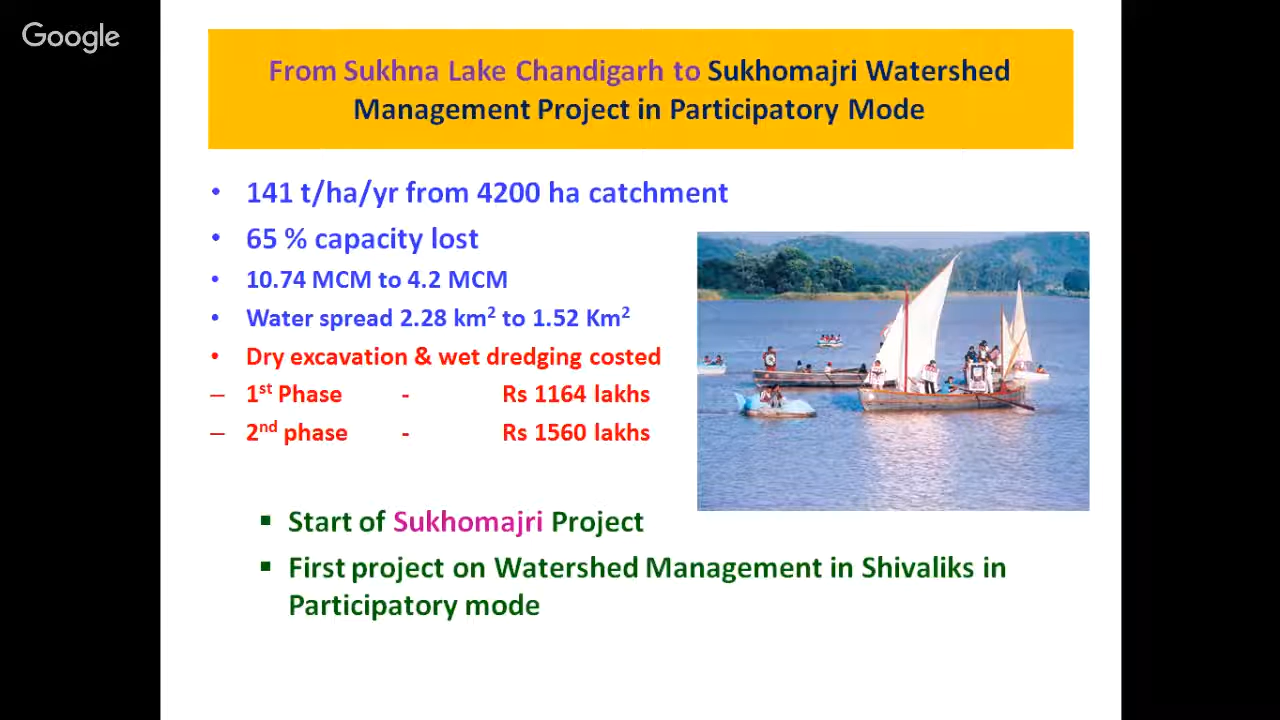 Google
From Sukhna Lake Chandigarh to Sukhomajri Watershed
Management Project in Participatory Mode
• 141 t/ha/yr from 4200 ha catchment
• 65 % capacity lost
• 10.74 MCM to 4.2 MCM
• Water spread 2.28 km² to 1.52 Km²
• Dry excavation & wet dredging costed
– 1st Phase - Rs 1164 lakhs
– 2nd phase - Rs 1560 lakhs
▪ Start of Sukhomajri Project
▪ First project on Watershed Management in Shivaliks in
Participatory mode